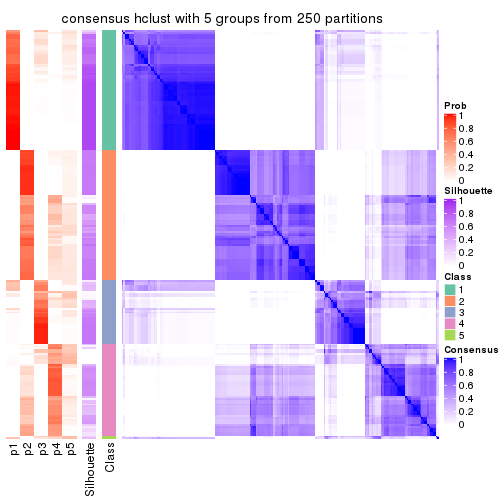 consensus hclust with 5 groups from 250 partitions
Prob
1
0.8
0.6
0.4
0.2
0
Silhouette
1
0.8
0.6
0.4
0.2
0
Class
1
2
3
4
5
Consensus
1
0.8
0.6
0.4
0.2
0
p1
p2
p3
p4
p5
Silhouette
Class